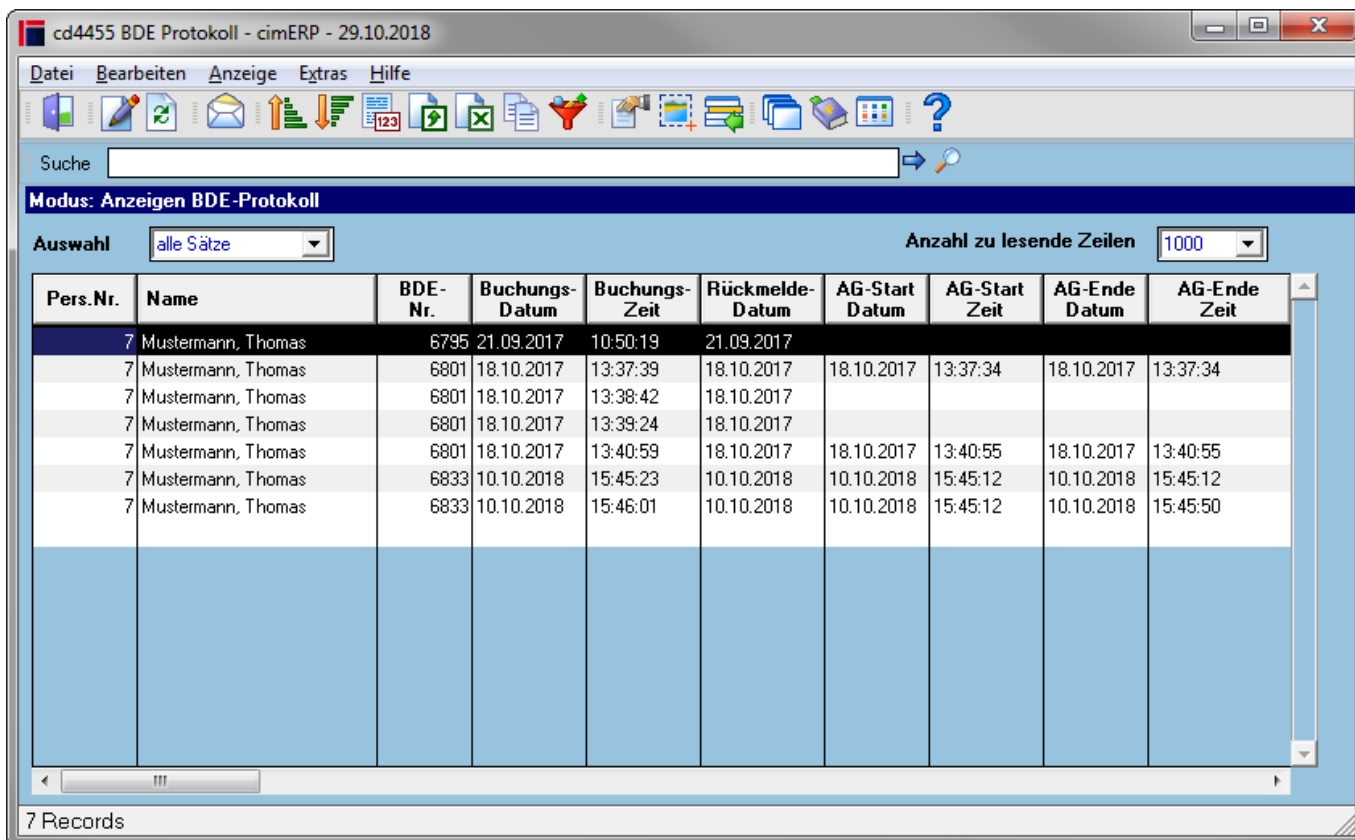 cd4455 BDE Protokoll - cimERP - 29.10.2018
Datei Bearbeiten Anzeige Extras Hilfe
123
Suche
Modus: Anzeigen BDE-Protokoll
Auswahl alle Sätze Anzahl zu lesende Zeilen 1000
Pers.Nr. Name BDE-Nr. Buchungs-Datum Buchungs-Zeit Rückmelde-Datum AG-Start Datum AG-Start Zeit AG-Ende Datum AG-Ende Zeit
7 Mustermann, Thomas 6795 21.09.2017 10:50:19 21.09.2017
7 Mustermann, Thomas 6801 18.10.2017 13:37:39 18.10.2017 18.10.2017 13:37:34 18.10.2017 13:37:34
7 Mustermann, Thomas 6801 18.10.2017 13:38:42 18.10.2017
7 Mustermann, Thomas 6801 18.10.2017 13:39:24 18.10.2017
7 Mustermann, Thomas 6801 18.10.2017 13:40:59 18.10.2017 18.10.2017 13:40:55 18.10.2017 13:40:55
7 Mustermann, Thomas 6833 10.10.2018 15:45:23 10.10.2018 10.10.2018 15:45:12 10.10.2018 15:45:12
7 Mustermann, Thomas 6833 10.10.2018 15:46:01 10.10.2018 10.10.2018 15:45:12 10.10.2018 15:45:50
7 Records